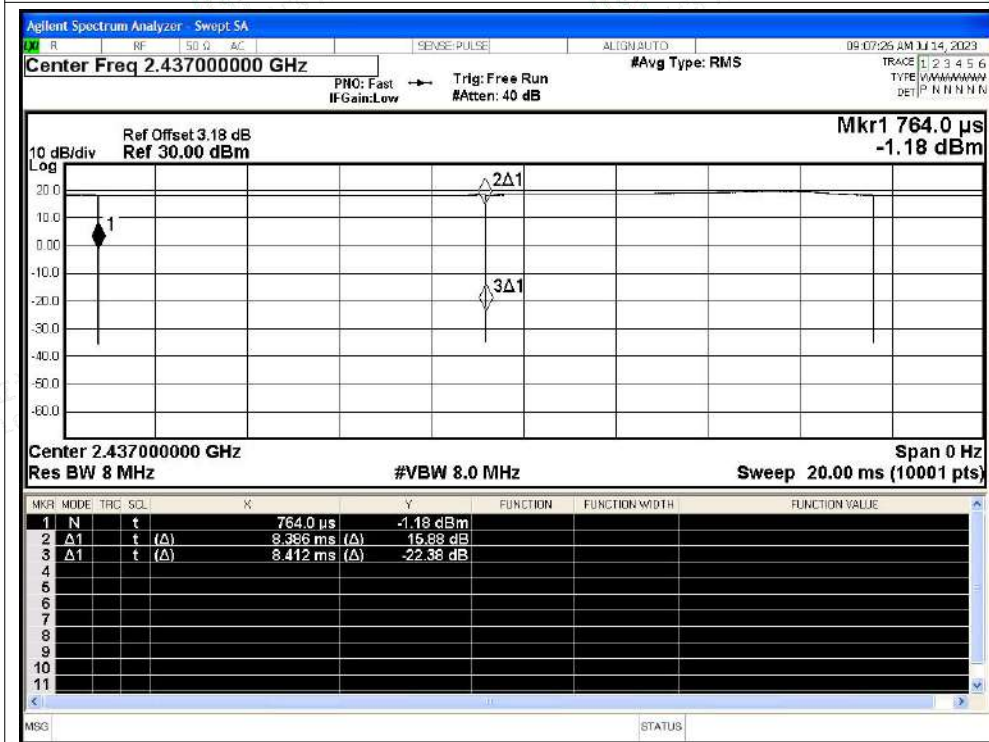 Agilent Spectrum Analyzer - Swept SA
LXI R RF 50 Ω AC SENSE:PULSE ALIGN AUTO 09:07:26 AM Jul 14, 2023
Center Freq 2.437000000 GHz #Avg Type: RMS TRACE 1 2 3 4 5 6
PNO: Fast Trig: Free Run TYPE WWWWWW
IFGain:Low #Atten: 40 dB DET P N N N N N
Mkr1 764.0 µs
Ref Offset 3.18 dB
10 dB/div Ref 30.00 dBm -1.18 dBm
Log
20.0
2Δ1
10.0
1
0.00
-10.0
3Δ1
-20.0
-30.0
-40.0
-50.0
-60.0
Center 2.437000000 GHz Span 0 Hz
Res BW 8 MHz #VBW 8.0 MHz Sweep 20.00 ms (10001 pts)
MKR MODE TRC SCL X Y FUNCTION FUNCTION WIDTH FUNCTION VALUE
1 N t 764.0 µs -1.18 dBm
2 Δ1 t (Δ) 8.386 ms (Δ) 15.88 dB
3 Δ1 t (Δ) 8.412 ms (Δ) -22.38 dB
4
5
6
7
8
9
10
11
MSG STATUS